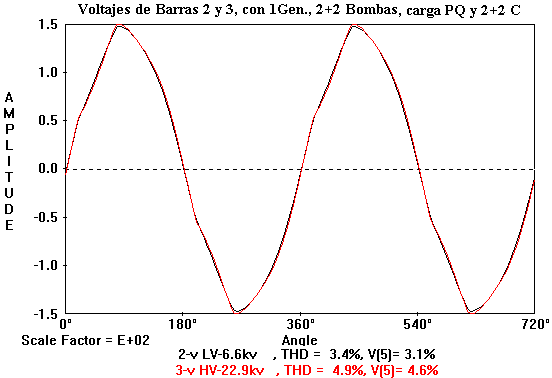 Voltajes de Barras 2 y 3, con 1Gen., 2+2 Bombas, carga PQ y 2+2 C
AMPLITUDE
1.5
1.0
0.5
0.0
-0.5
-1.0
-1.5
0° 180° 360° 540° 720°
Scale Factor = E+02 Angle
2-v LV-6.6kv , THD = 3.4%, V(5)= 3.1%
3-v HV-22.9kv , THD = 4.9%, V(5)= 4.6%